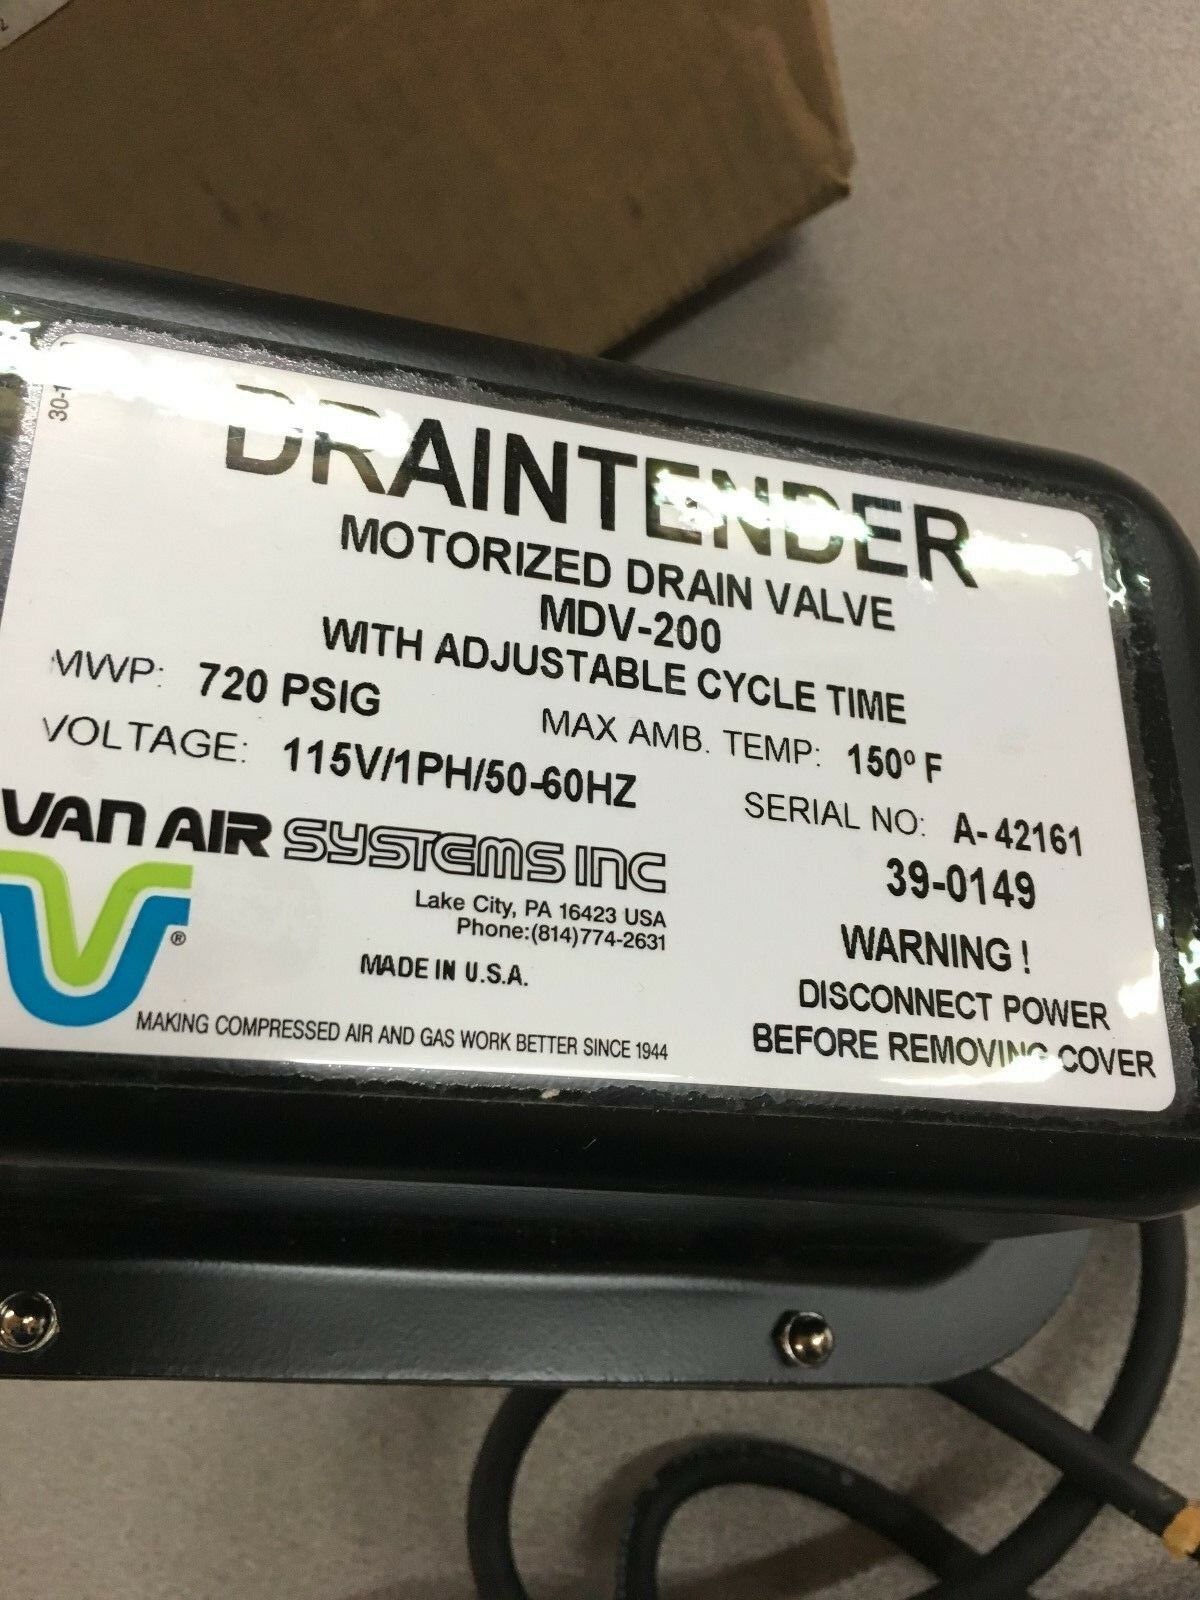 2
30-1
DRAINTENDER
MOTORIZED DRAIN VALVE
MDV-200
WITH ADJUSTABLE CYCLE TIME
MWP: 720 PSIG MAX AMB. TEMP: 150° F
VOLTAGE: 115V/1PH/50-60HZ SERIAL NO: A-42161
39-0149
VAN AIR SYSTEMS INC
Lake City, PA 16423 USA
Phone:(814)774-2631
MADE IN U.S.A.
®
MAKING COMPRESSED AIR AND GAS WORK BETTER SINCE 1944
WARNING !
DISCONNECT POWER
BEFORE REMOVING COVER